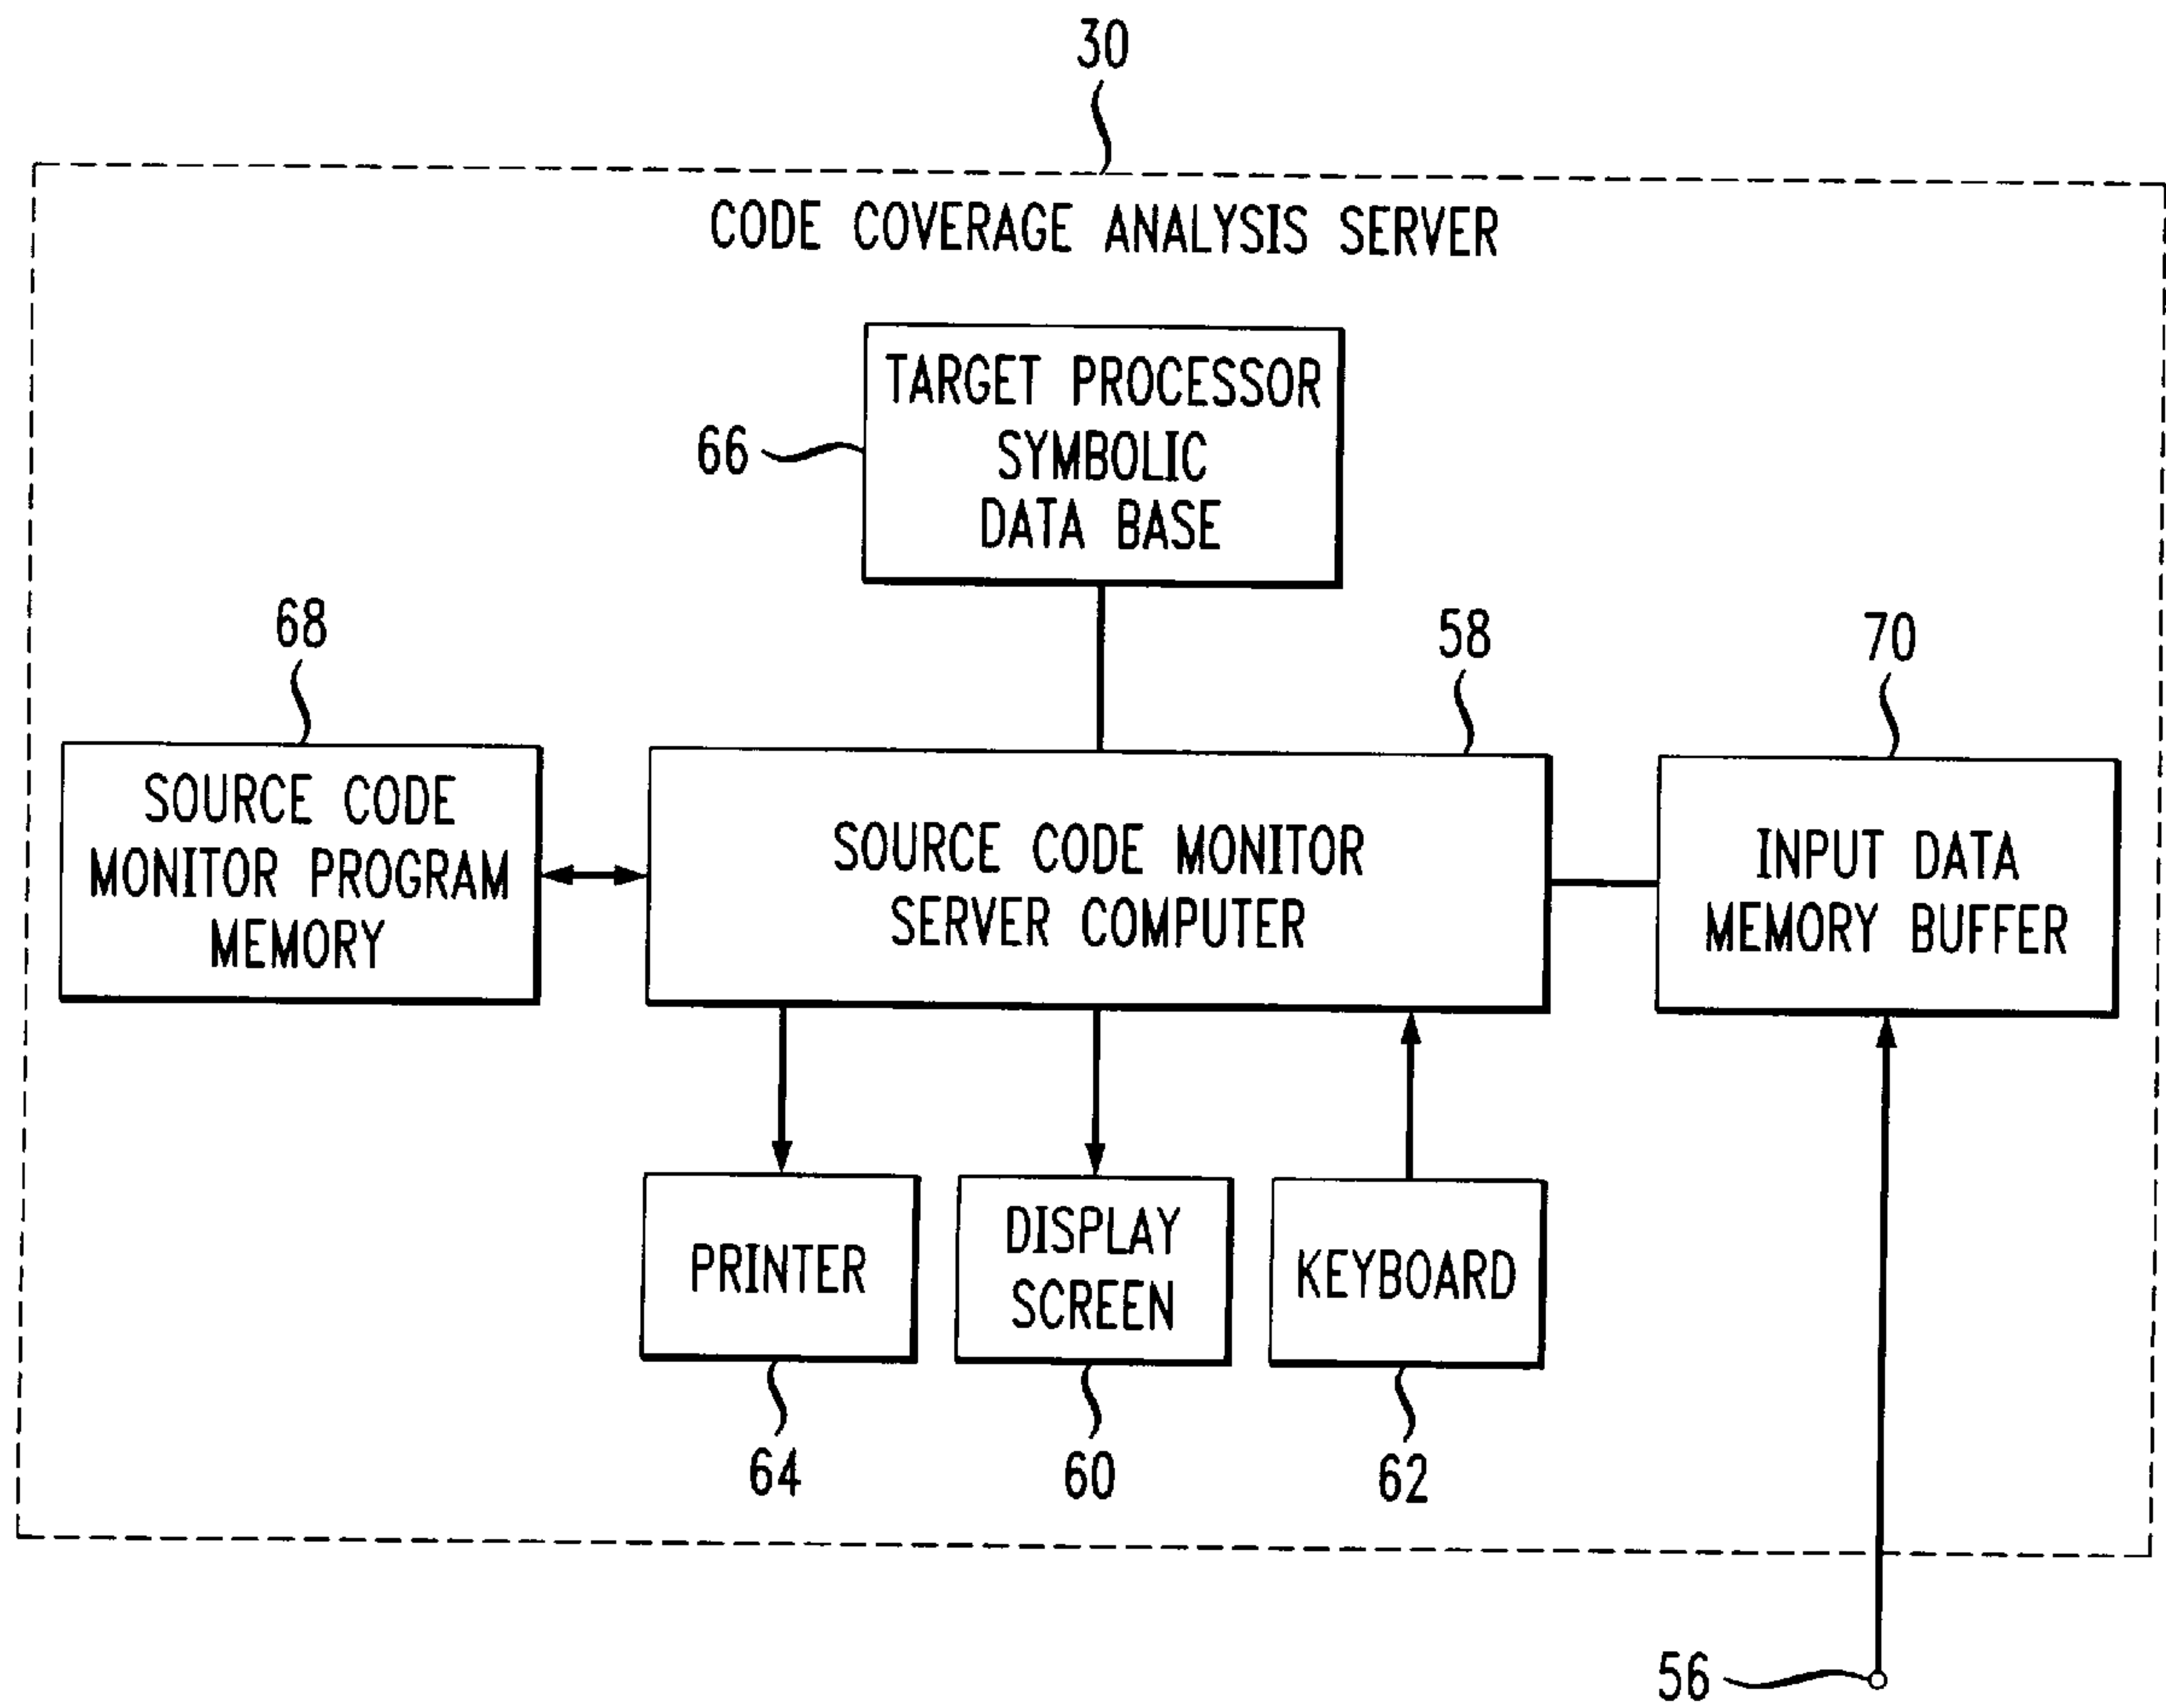 30
CODE COVERAGE ANALYSIS SERVER
TARGET PROCESSOR
SYMBOLIC
DATA BASE
66
68
58
70
SOURCE CODE
MONITOR PROGRAM
MEMORY
SOURCE CODE MONITOR
SERVER COMPUTER
INPUT DATA
MEMORY BUFFER
PRINTER
DISPLAY
SCREEN
KEYBOARD
64
60
62
56